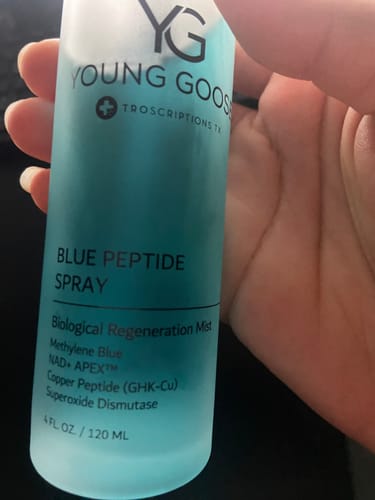 YG
YOUNG GOOSE
TROSCRIPTIONS TX
BLUE PEPTIDE
SPRAY
Biological Regeneration Mist
Methylene Blue
NAD+ APEX™
Copper Peptide (GHK-Cu)
Superoxide Dismutase
4 FL. OZ. / 120 ML